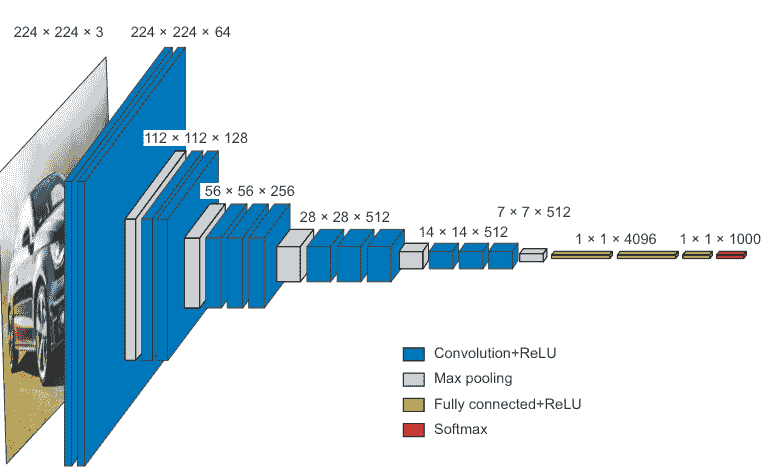 224 × 224 × 3
224 × 224 × 64
112 × 112 × 128
56 × 56 × 256
28 × 28 × 512
14 × 14 × 512
7 × 7 × 512
1 × 1 × 4096
1 × 1 × 1000
Convolution+ReLU
Max pooling
Fully connected+ReLU
Softmax